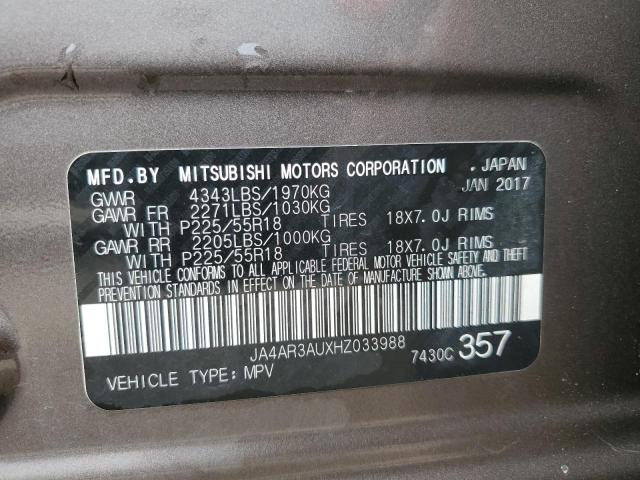 MFD.BY MITSUBISHI MOTORS CORPORATION . JAPAN
GVWR 4343LBS/1970KG JAN 2017
GAWR FR 2271LBS/1030KG
WITH P225/55R18 TIRES 18X7.0J RIMS
GAWR RR 2205LBS/1000KG
WITH P225/55R18 TIRES 18X7.0J RIMS
THIS VEHICLE CONFORMS TO ALL APPLICABLE FEDERAL MOTOR VEHICLE SAFETY AND THEFT
PREVENTION STANDARDS IN EFFECT ON THE DATE OF MANUFACTURE SHOWN ABOVE.
JA4AR3AUXHZ033988
7430C 357
VEHICLE TYPE: MPV